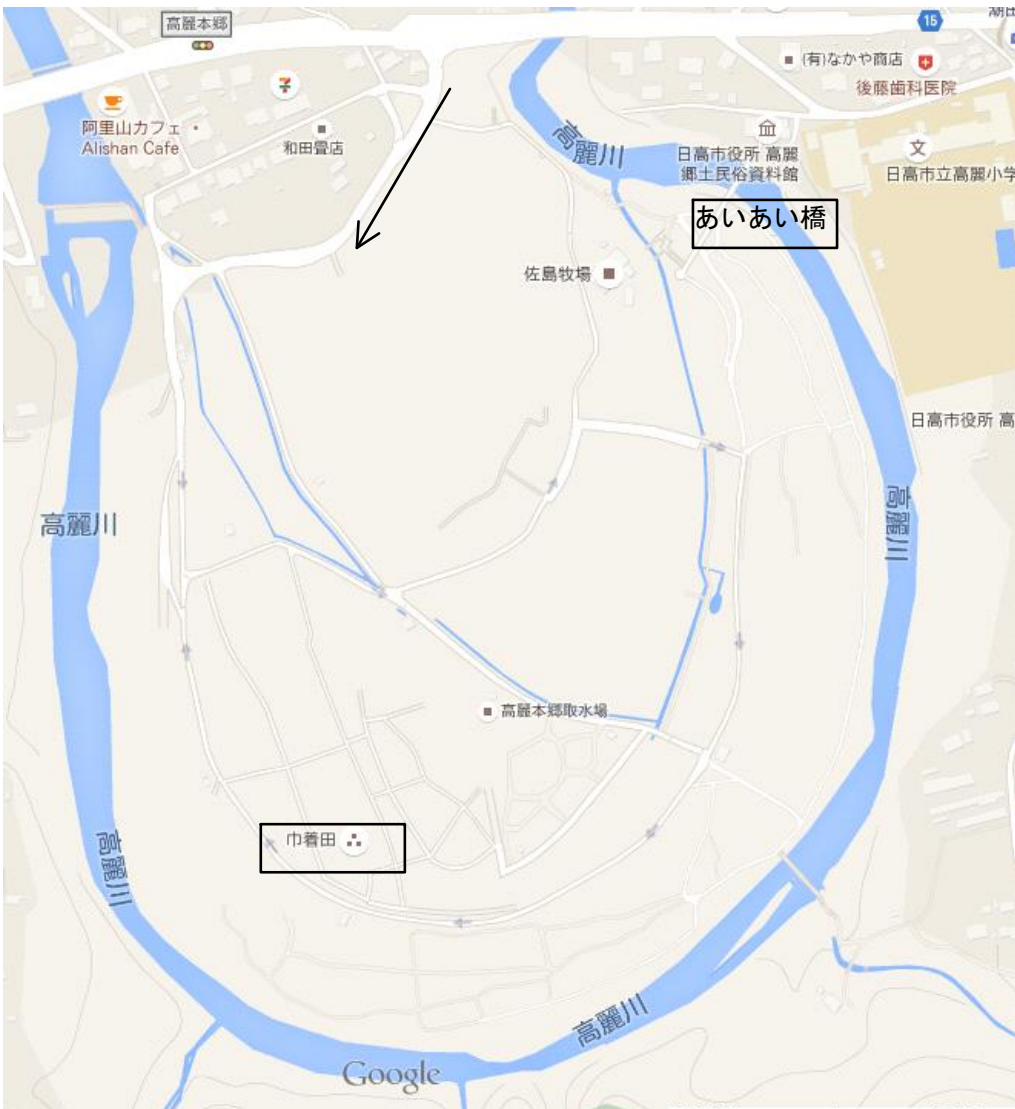 高麗本郷
15
潮田
(有)なかや商店
後藤歯科医院
阿里山カフェ・
Alishan Cafe
和田畳店
高麗川
日高市役所 高麗
郷土民俗資料館
日高市立高麗小学
あいあい橋
佐島牧場
日高市役所 高
高麗川
高麗川
高麗本郷取水場
巾着田
高麗川
高麗川
Google